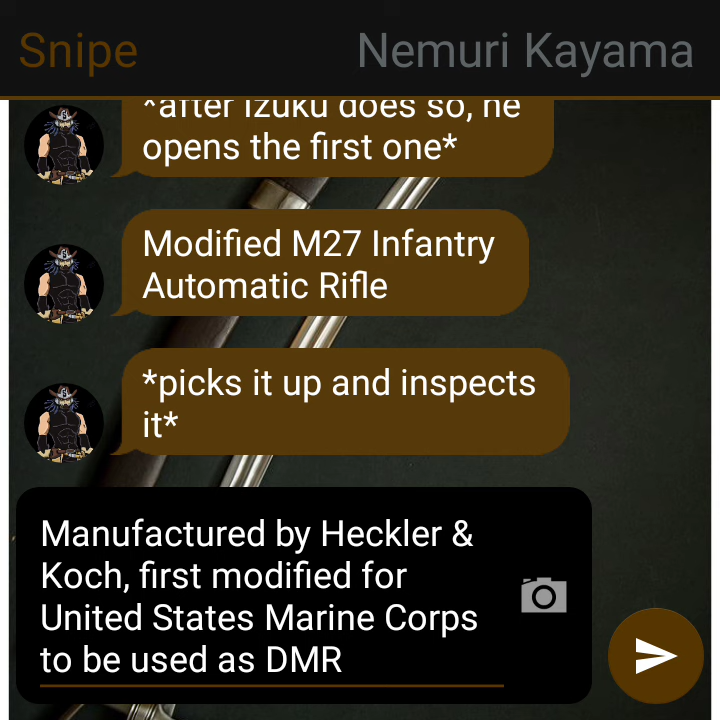 Snipe
Nemuri Kayama
*after Izuku does so, he
opens the first one*
Modified M27 Infantry
Automatic Rifle
*picks it up and inspects
it*
Manufactured by Heckler &
Koch, first modified for
United States Marine Corps
to be used as DMR